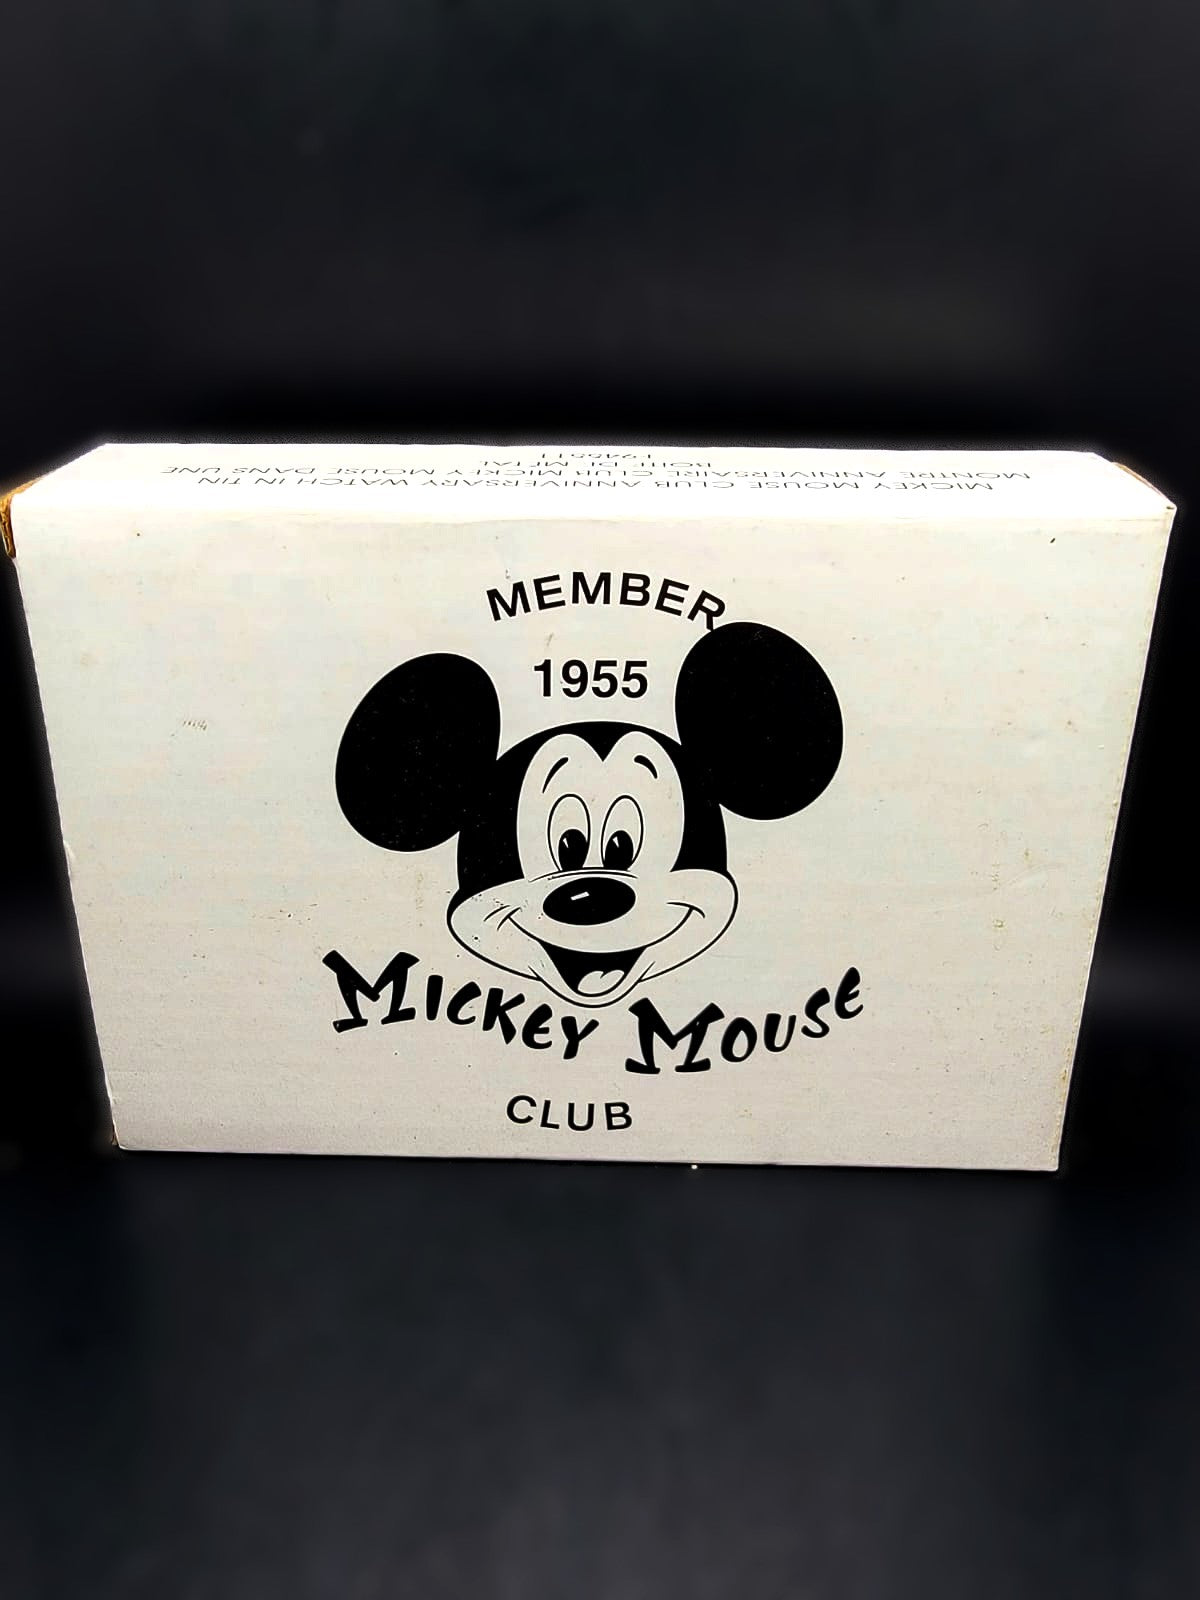 MICKEY MOUSE CLUB ANNIVERSARY WATCH IN TIN
MONTRE ANNIVERSAIRE CLUB MICKEY MOUSE DANS UNE
BOITE DE METAL
MEMBER
1955
MICKEY MOUSE
CLUB